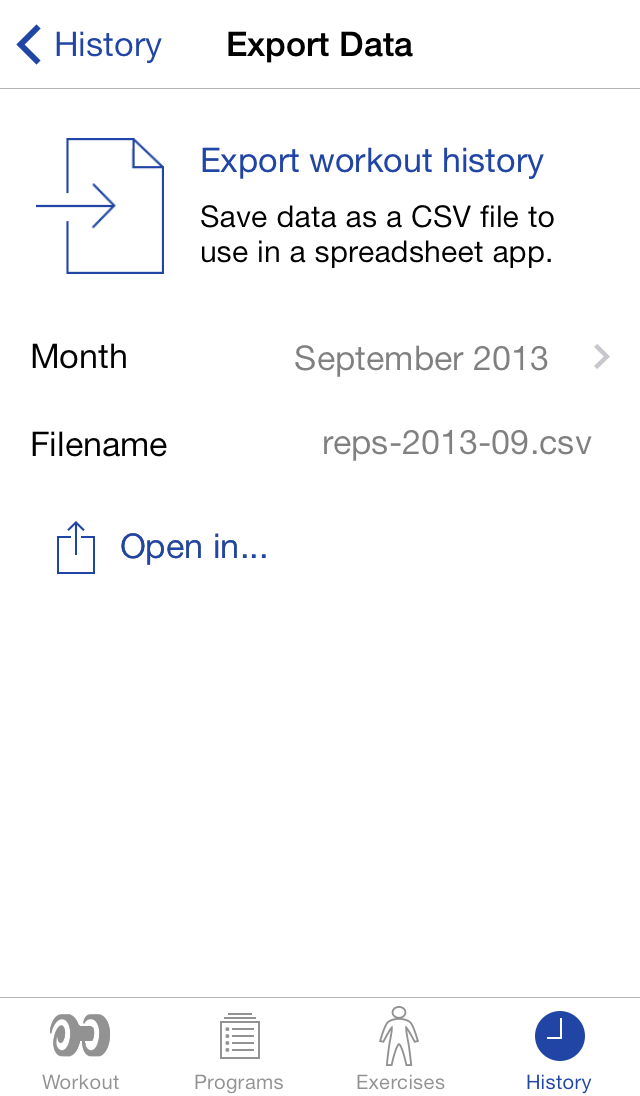 History
Export Data
Export workout history
Save data as a CSV file to
use in a spreadsheet app.
Month September 2013
Filename reps-2013-09.csv
Open in...
Workout Programs Exercises History